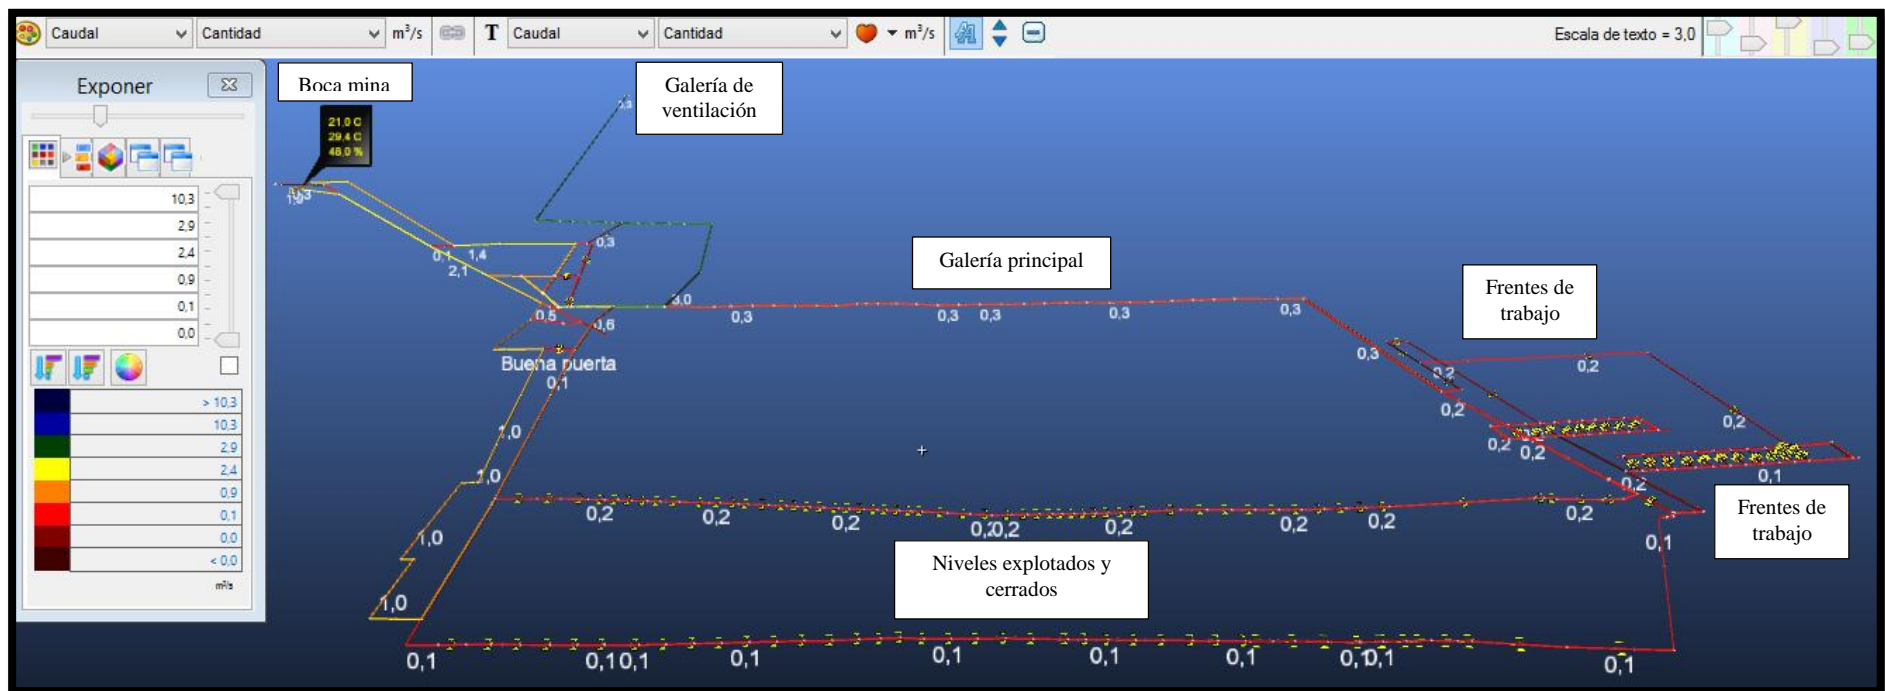 Caudal Cantidad m³/s T Caudal Cantidad m³/s Escala de texto = 3,0
Exponer
10,3
2,9
2,4
0,9
0,1
0,0
> 10,3
10,3
2,9
2,4
0,9
0,1
0,0
< 0,0
m³/s
Boca mina
21,0 C
29,4 C
48,0 %
Galería de
ventilación
0,3
0,1 1,4
2,1
3,0
0,5
0,6
Buena puerta
0,1
Galería principal
0,3 0,3 0,3 0,3 0,3
0,3
Frentes de
trabajo
0,2 0,2
0,2
0,2
0,2 0,2
0,1
0,2
Frentes de
trabajo
0,1
1,0
1,0
1,0
1,0
0,2 0,2 0,2 0,2 0,2 0,2 0,2 0,2
Niveles explotados y
cerrados
0,1 0,1 0,1 0,1 0,1 0,1 0,1 0,1 0,1